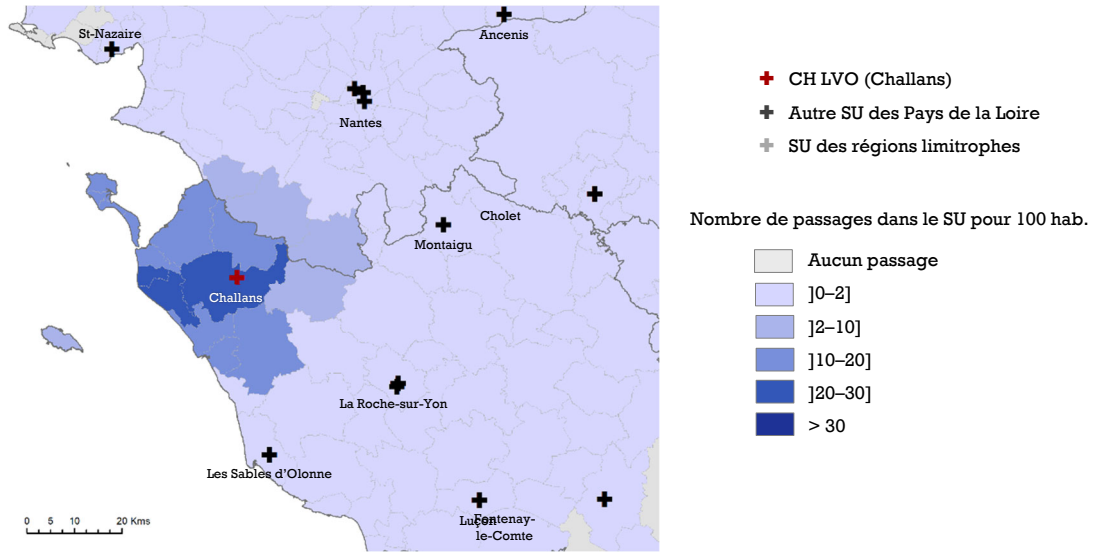 St-Nazaire
Ancenis
Nantes
Cholet
Montaigu
Challans
La Roche-sur-Yon
Les Sables d'Olonne
Luçon
Fontenay-
le-Comte
0 5 10 20 Kms
CH LVO (Challans)
Autre SU des Pays de la Loire
SU des régions limitrophes
Nombre de passages dans le SU pour 100 hab.
Aucun passage
]0–2]
]2–10]
]10–20]
]20–30]
> 30